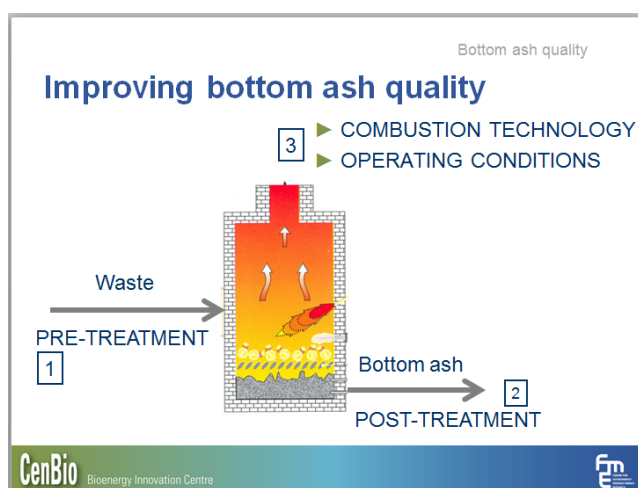 Bottom ash quality
Improving bottom ash quality
3
► COMBUSTION TECHNOLOGY
► OPERATING CONDITIONS
Waste
PRE-TREATMENT
1
Bottom ash
2
POST-TREATMENT
CenBio Bioenergy Innovation Centre
FmE